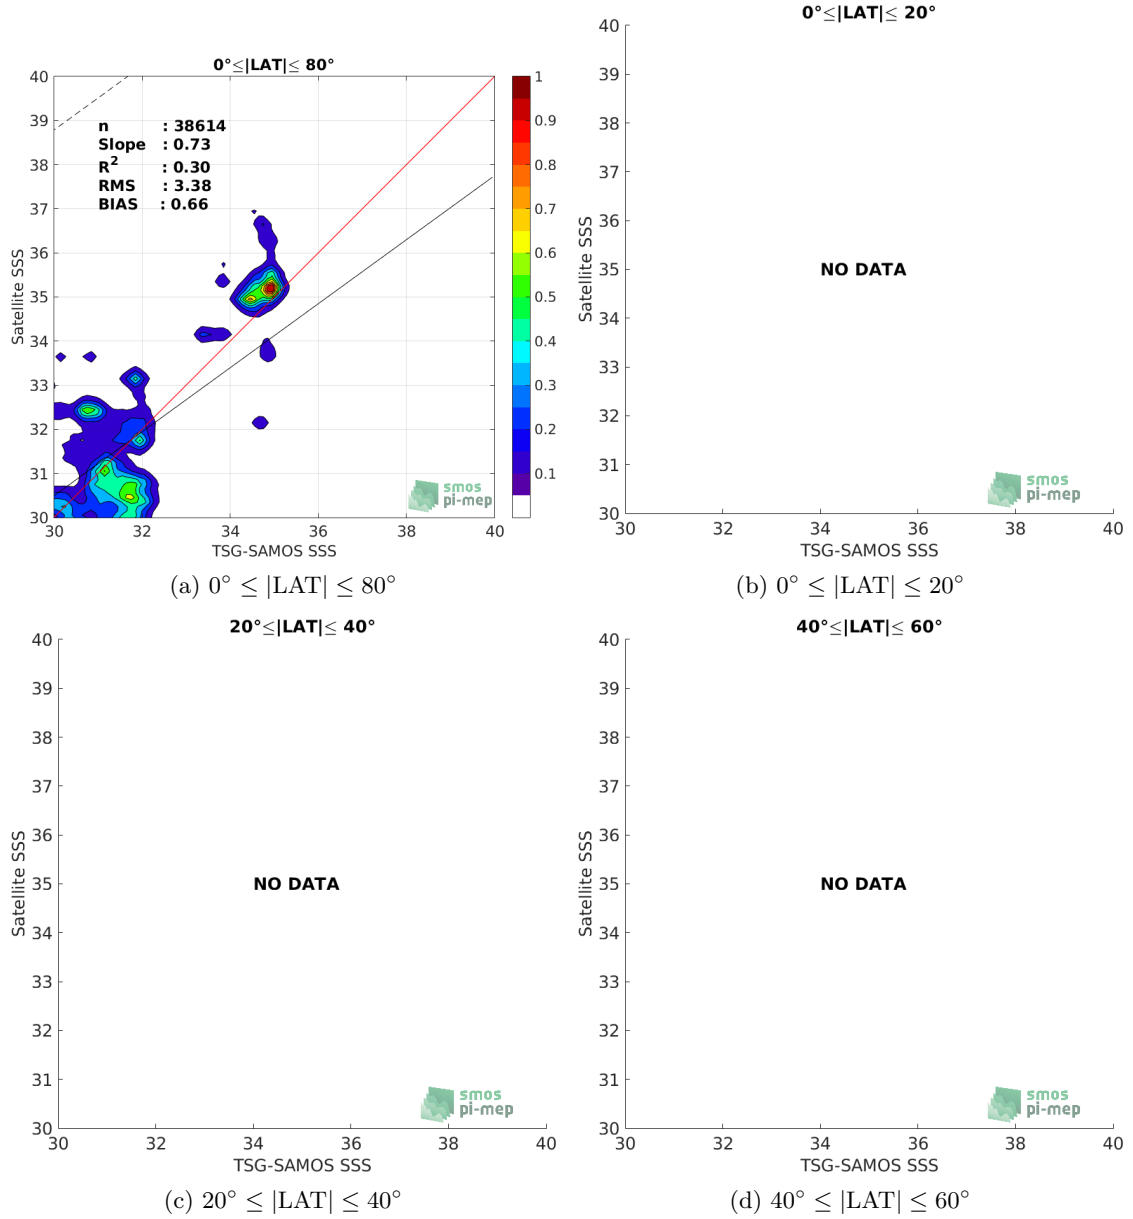 0°≤|LAT|≤ 80°
40
39
38
37
36
35
34
33
32
31
30
Satellite SSS
n : 38614
Slope : 0.73
R2 : 0.30
RMS : 3.38
BIAS : 0.66
1
0.9
0.8
0.7
0.6
0.5
0.4
0.3
0.2
0.1
smos
pi-mep
30 32 34 36 38 40
TSG-SAMOS SSS
(a) 0° ≤ |LAT| ≤ 80°
0°≤|LAT|≤ 20°
40
39
38
37
36
35
34
33
32
31
30
Satellite SSS
NO DATA
smos
pi-mep
30 32 34 36 38 40
TSG-SAMOS SSS
(b) 0° ≤ |LAT| ≤ 20°
20°≤|LAT|≤ 40°
40
39
38
37
36
35
34
33
32
31
30
Satellite SSS
NO DATA
smos
pi-mep
30 32 34 36 38 40
TSG-SAMOS SSS
(c) 20° ≤ |LAT| ≤ 40°
40°≤|LAT|≤ 60°
40
39
38
37
36
35
34
33
32
31
30
Satellite SSS
NO DATA
smos
pi-mep
30 32 34 36 38 40
TSG-SAMOS SSS
(d) 40° ≤ |LAT| ≤ 60°